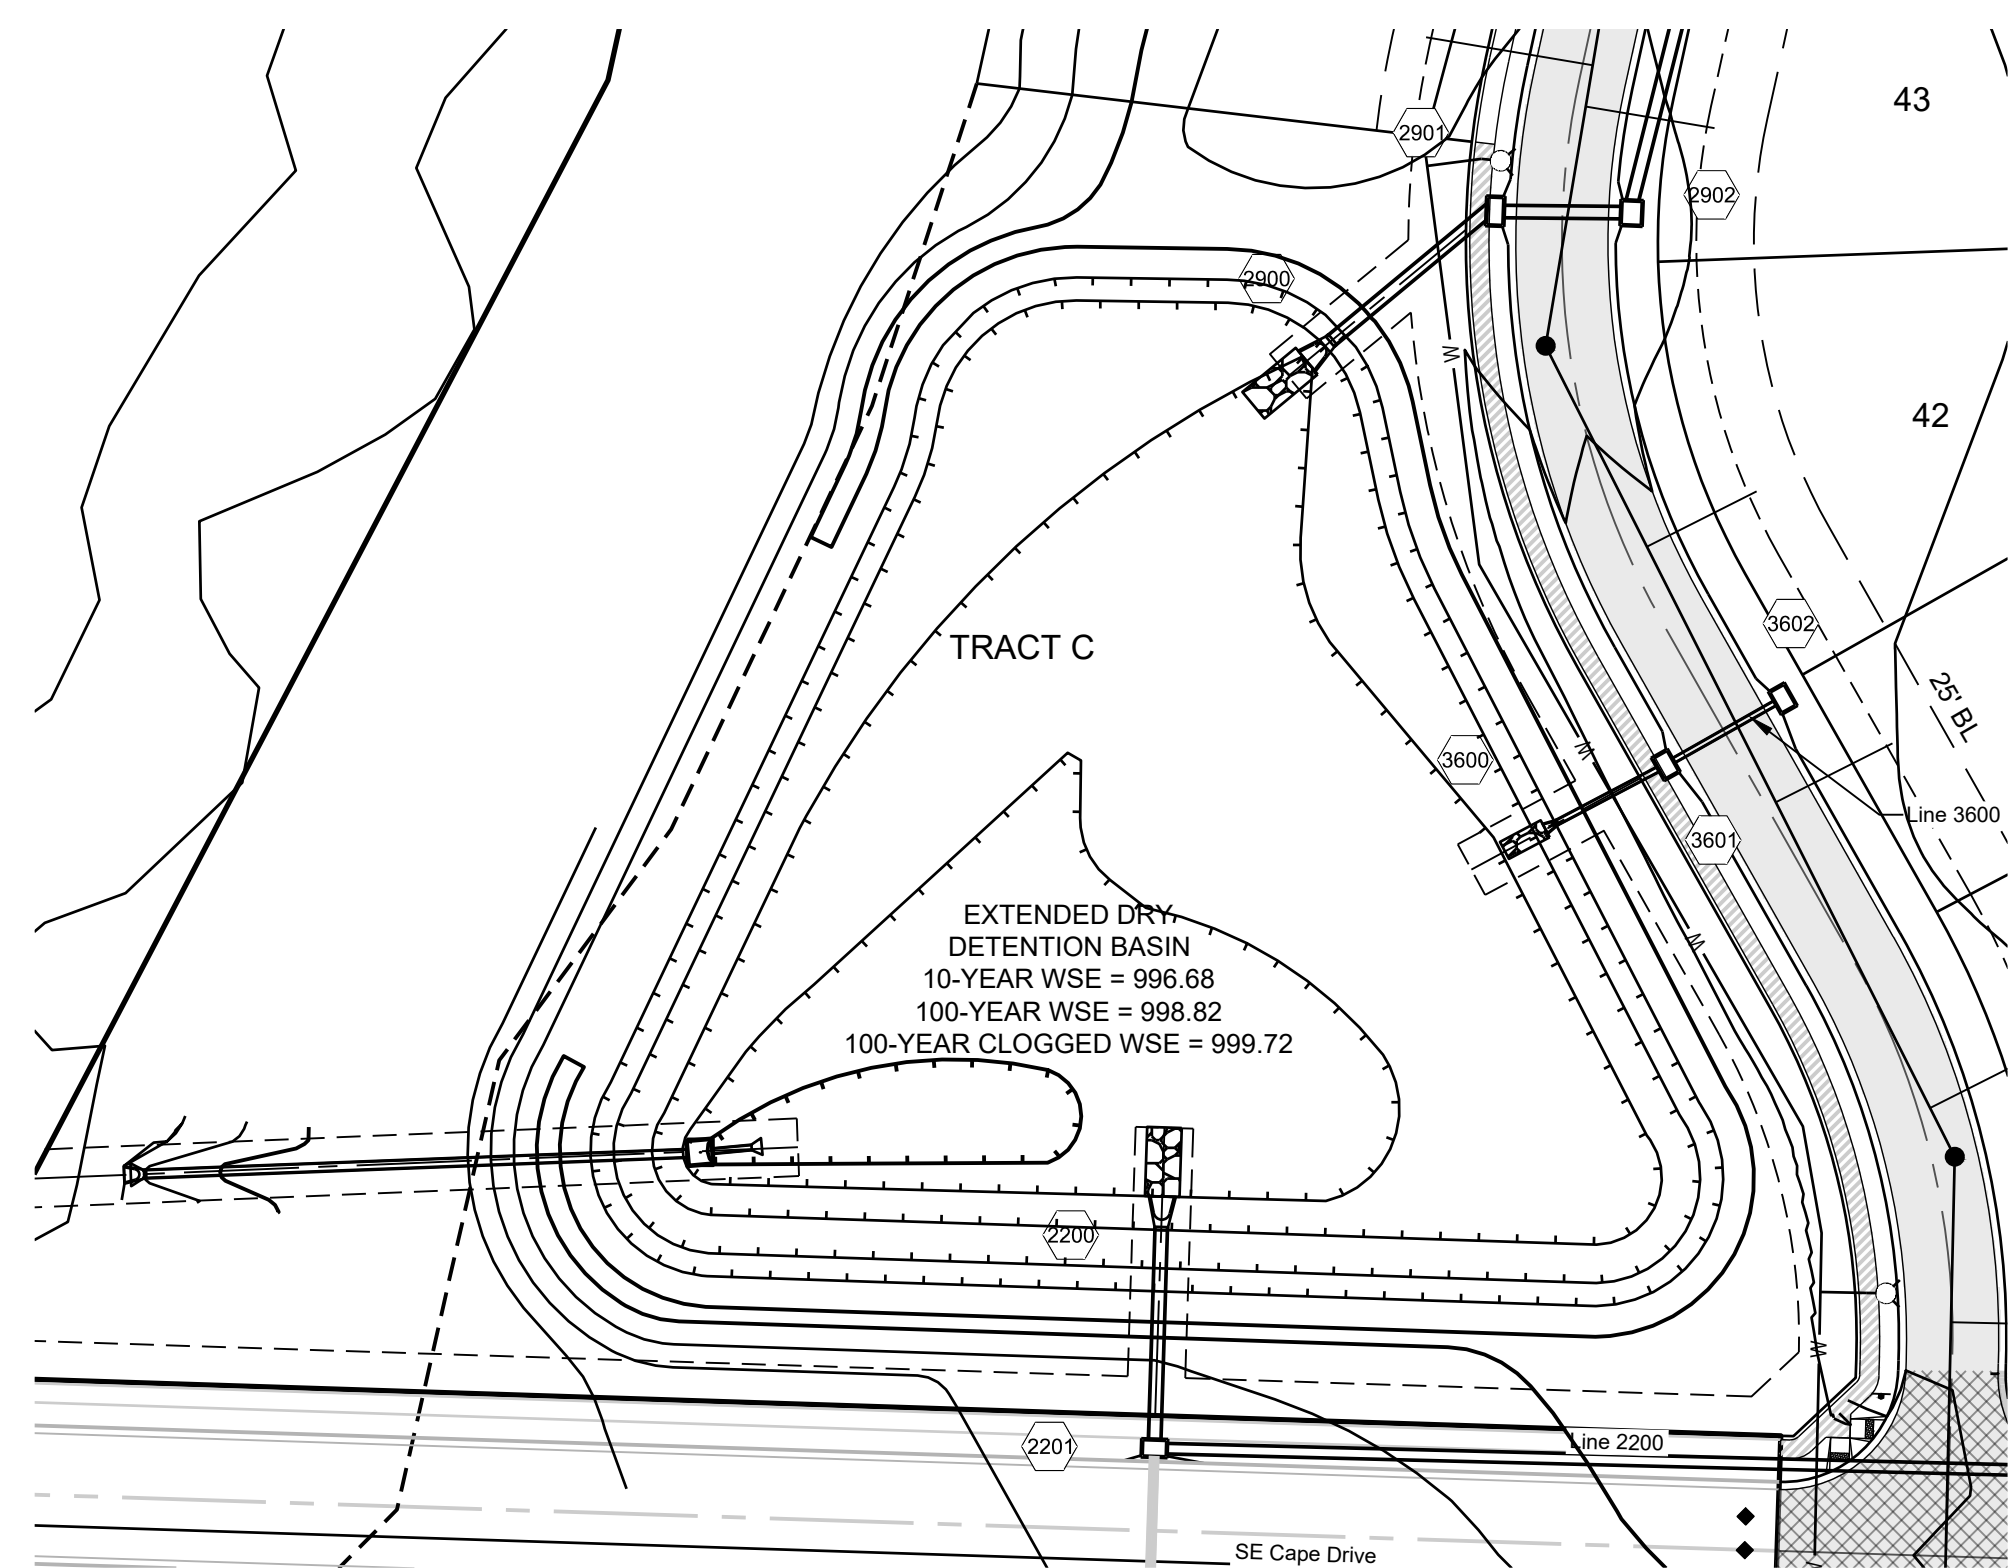 43
2901
2902
2900
W
42
3602
TRACT C
25' BL
W
3600
Line 3600
3601
EXTENDED DRY
DETENTION BASIN
10-YEAR WSE = 996.68
100-YEAR WSE = 998.82
100-YEAR CLOGGED WSE = 999.72
W
2200
W
2201
Line 2200
SE Cape Drive